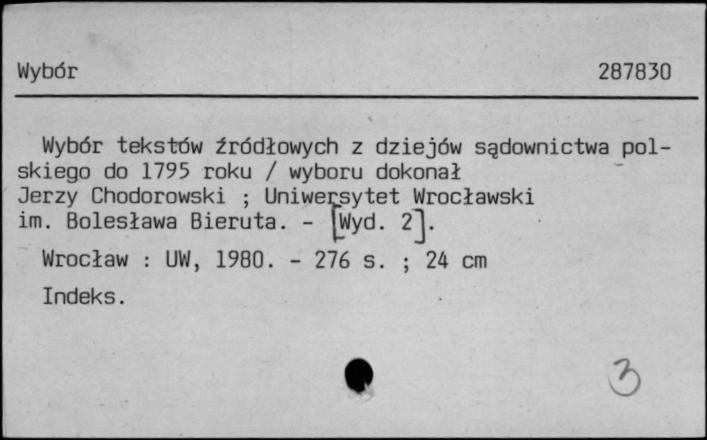 Wybór 287830
Wybór tekstów źródłowych z dziejów sądownictwa pol-
skiego do 1795 roku / wyboru dokonał
Jerzy Chodorowski ; Uniwersytet Wrocławski
im. Bolesława Bieruta. - [Wyd. 2].
Wrocław : UW, 1980. - 276 s. ; 24 cm
Indeks.
3